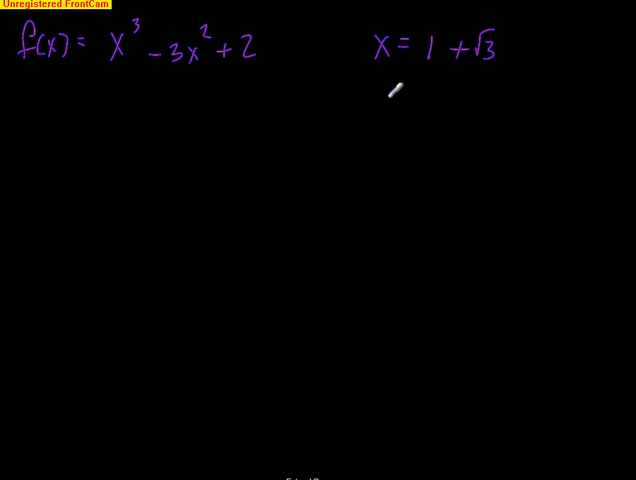 Unregistered FrontCam
f(x) = x³ - 3x² + 2
x = 1 + √3